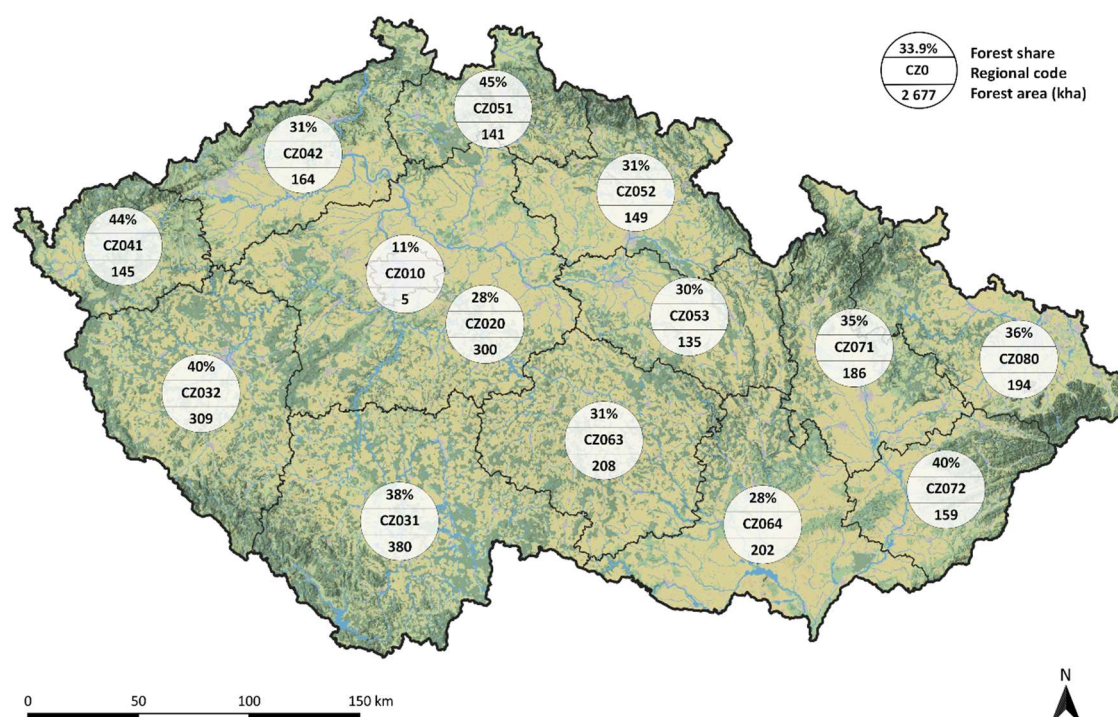 33.9%
Forest share
CZ0
Regional code
2 677
Forest area (kha)
45%
CZ051
141
31%
CZ042
164
31%
CZ052
149
44%
CZ041
145
11%
CZ010
5
28%
CZ020
300
30%
CZ053
135
35%
CZ071
186
36%
CZ080
194
40%
CZ032
309
31%
CZ063
208
40%
CZ072
159
38%
CZ031
380
28%
CZ064
202
0 50 100 150 km
N